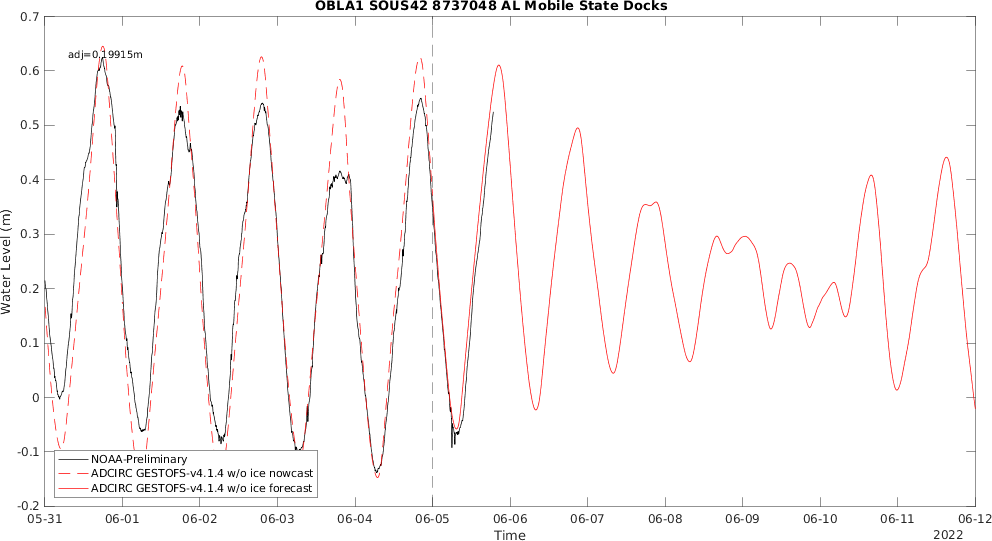 OBLA1 SOUS42 8737048 AL Mobile State Docks
0.7
0.6
0.5
0.4
0.3
0.2
0.1
0
-0.1
-0.2
Water Level (m)
adj=0.19915m
NOAA-Preliminary
ADCIRC GESTOFS-v4.1.4 w/o ice nowcast
ADCIRC GESTOFS-v4.1.4 w/o ice forecast
05-31 06-01 06-02 06-03 06-04 06-05 06-06 06-07 06-08 06-09 06-10 06-11 06-12
Time
2022